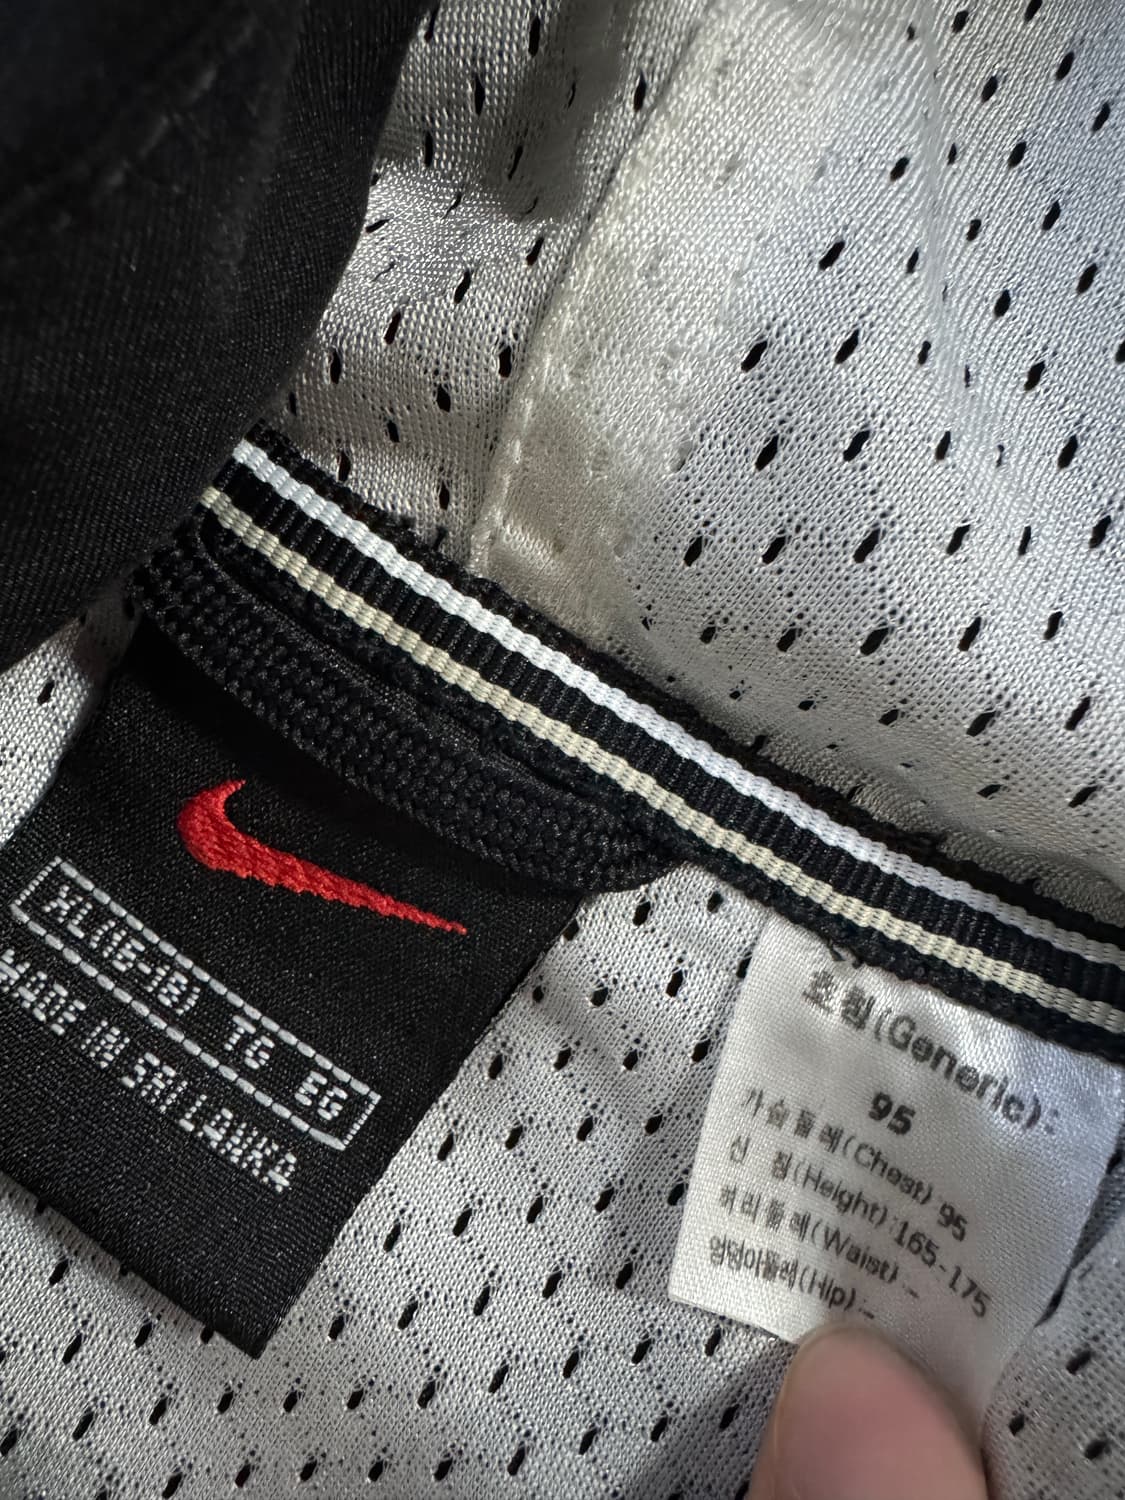 XL(16-18) TG EG
MADE IN SRI LANKA
호칭(Generic):
95
가슴둘레(Chest):95
신 장(Height):165-175
허리둘레(Waist):-
엉덩이둘레(Hip):-